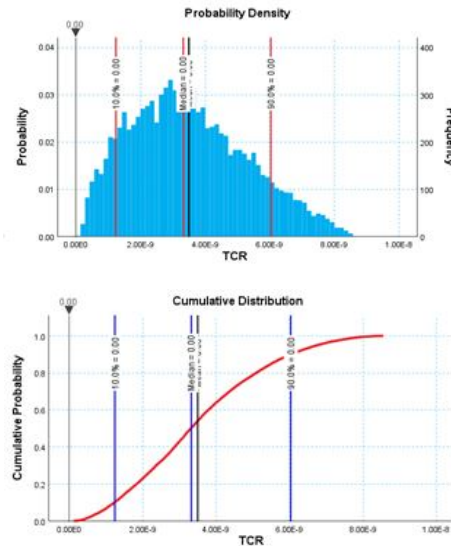 Probability Density
0.00
0.04
0.03
0.02
0.01
0.00
Probability
10.0% = 0.00
Median = 0.00
90.0% = 0.00
400
300
200
100
0
Frequency
0.00E0
2.00E-9
4.00E-9
6.00E-9
8.00E-9
1.00E-8
TCR
Cumulative Distribution
0.00
1.0
0.8
0.6
0.4
0.2
0.0
Cumulative Probability
10.0% = 0.00
Median = 0.00
90.0% = 0.00
0.00E0
2.00E-9
4.00E-9
6.00E-9
8.00E-9
1.00E-8
TCR